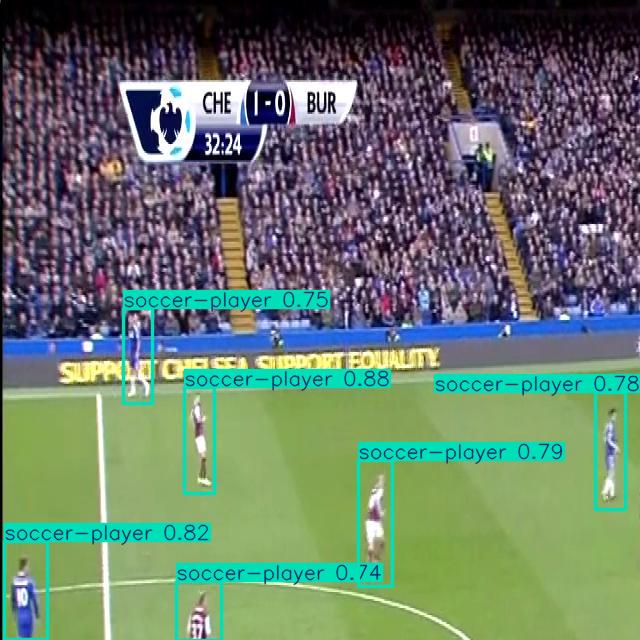 CHE 1-0 BUR
32:24
soccer-player 0.75
SUPPORT CHELSEA SUPPORT EQUALITY.
soccer-player 0.88
soccer-player 0.78
soccer-player 0.79
soccer-player 0.82
10
soccer-player 0.74